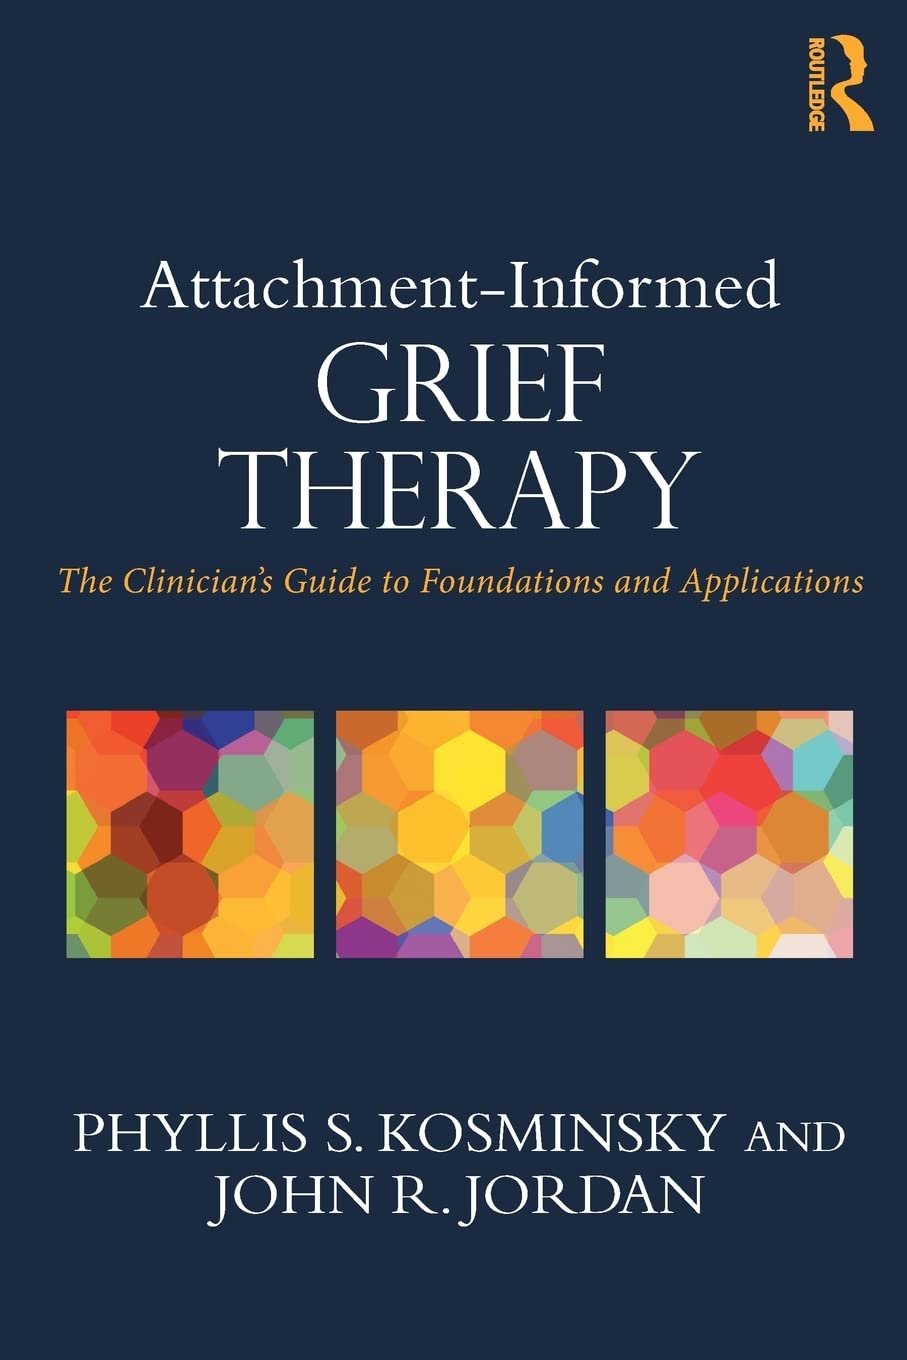 ROUTLEDGE
Attachment-Informed
GRIEF
THERAPY
The Clinician's Guide to Foundations and Applications
PHYLLIS S. KOSMINSKY AND
JOHN R. JORDAN